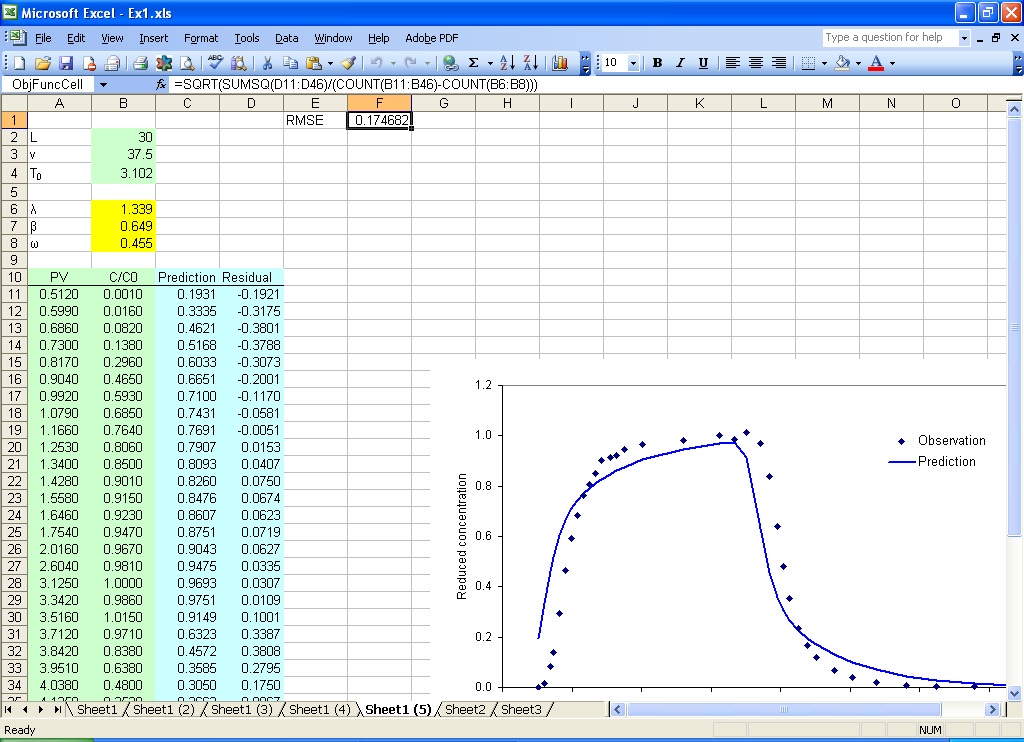 Microsoft Excel - Ex1.xls
File Edit View Insert Format Tools Data Window Help Adobe PDF
Type a question for help
10 B I U
ObjFuncCell fx =SQRT(SUMSQ(D11:D46)/(COUNT(B11:B46)-COUNT(B6:B8)))
A B C D E F G H I J K L M N O
1 RMSE 0.174682
2 L 30
3 v 37.5
4 T0 3.102
5
6 λ 1.339
7 β 0.649
8 ω 0.455
9
10 PV C/C0 Prediction Residual
11 0.5120 0.0010 0.1931 -0.1921
12 0.5990 0.0160 0.3335 -0.3175
13 0.6860 0.0820 0.4621 -0.3801
14 0.7300 0.1380 0.5168 -0.3788
15 0.8170 0.2960 0.6033 -0.3073
16 0.9040 0.4650 0.6651 -0.2001
17 0.9920 0.5930 0.7100 -0.1170
18 1.0790 0.6850 0.7431 -0.0581
19 1.1660 0.7640 0.7691 -0.0051
20 1.2530 0.8060 0.7907 0.0153
21 1.3400 0.8500 0.8093 0.0407
22 1.4280 0.9010 0.8260 0.0750
23 1.5580 0.9150 0.8476 0.0674
24 1.6460 0.9230 0.8607 0.0623
25 1.7540 0.9470 0.8751 0.0719
26 2.0160 0.9670 0.9043 0.0627
27 2.6040 0.9810 0.9475 0.0335
28 3.1250 1.0000 0.9693 0.0307
29 3.3420 0.9860 0.9751 0.0109
30 3.5160 1.0150 0.9149 0.1001
31 3.7120 0.9710 0.6323 0.3387
32 3.8420 0.8380 0.4572 0.3808
33 3.9510 0.6380 0.3585 0.2795
34 4.0380 0.4800 0.3050 0.1750
1.2
1.0
0.8
0.6
0.4
0.2
0.0
Reduced concentration
Observation
Prediction
Sheet1 Sheet1 (2) Sheet1 (3) Sheet1 (4) Sheet1 (5) Sheet2 Sheet3
Ready NUM